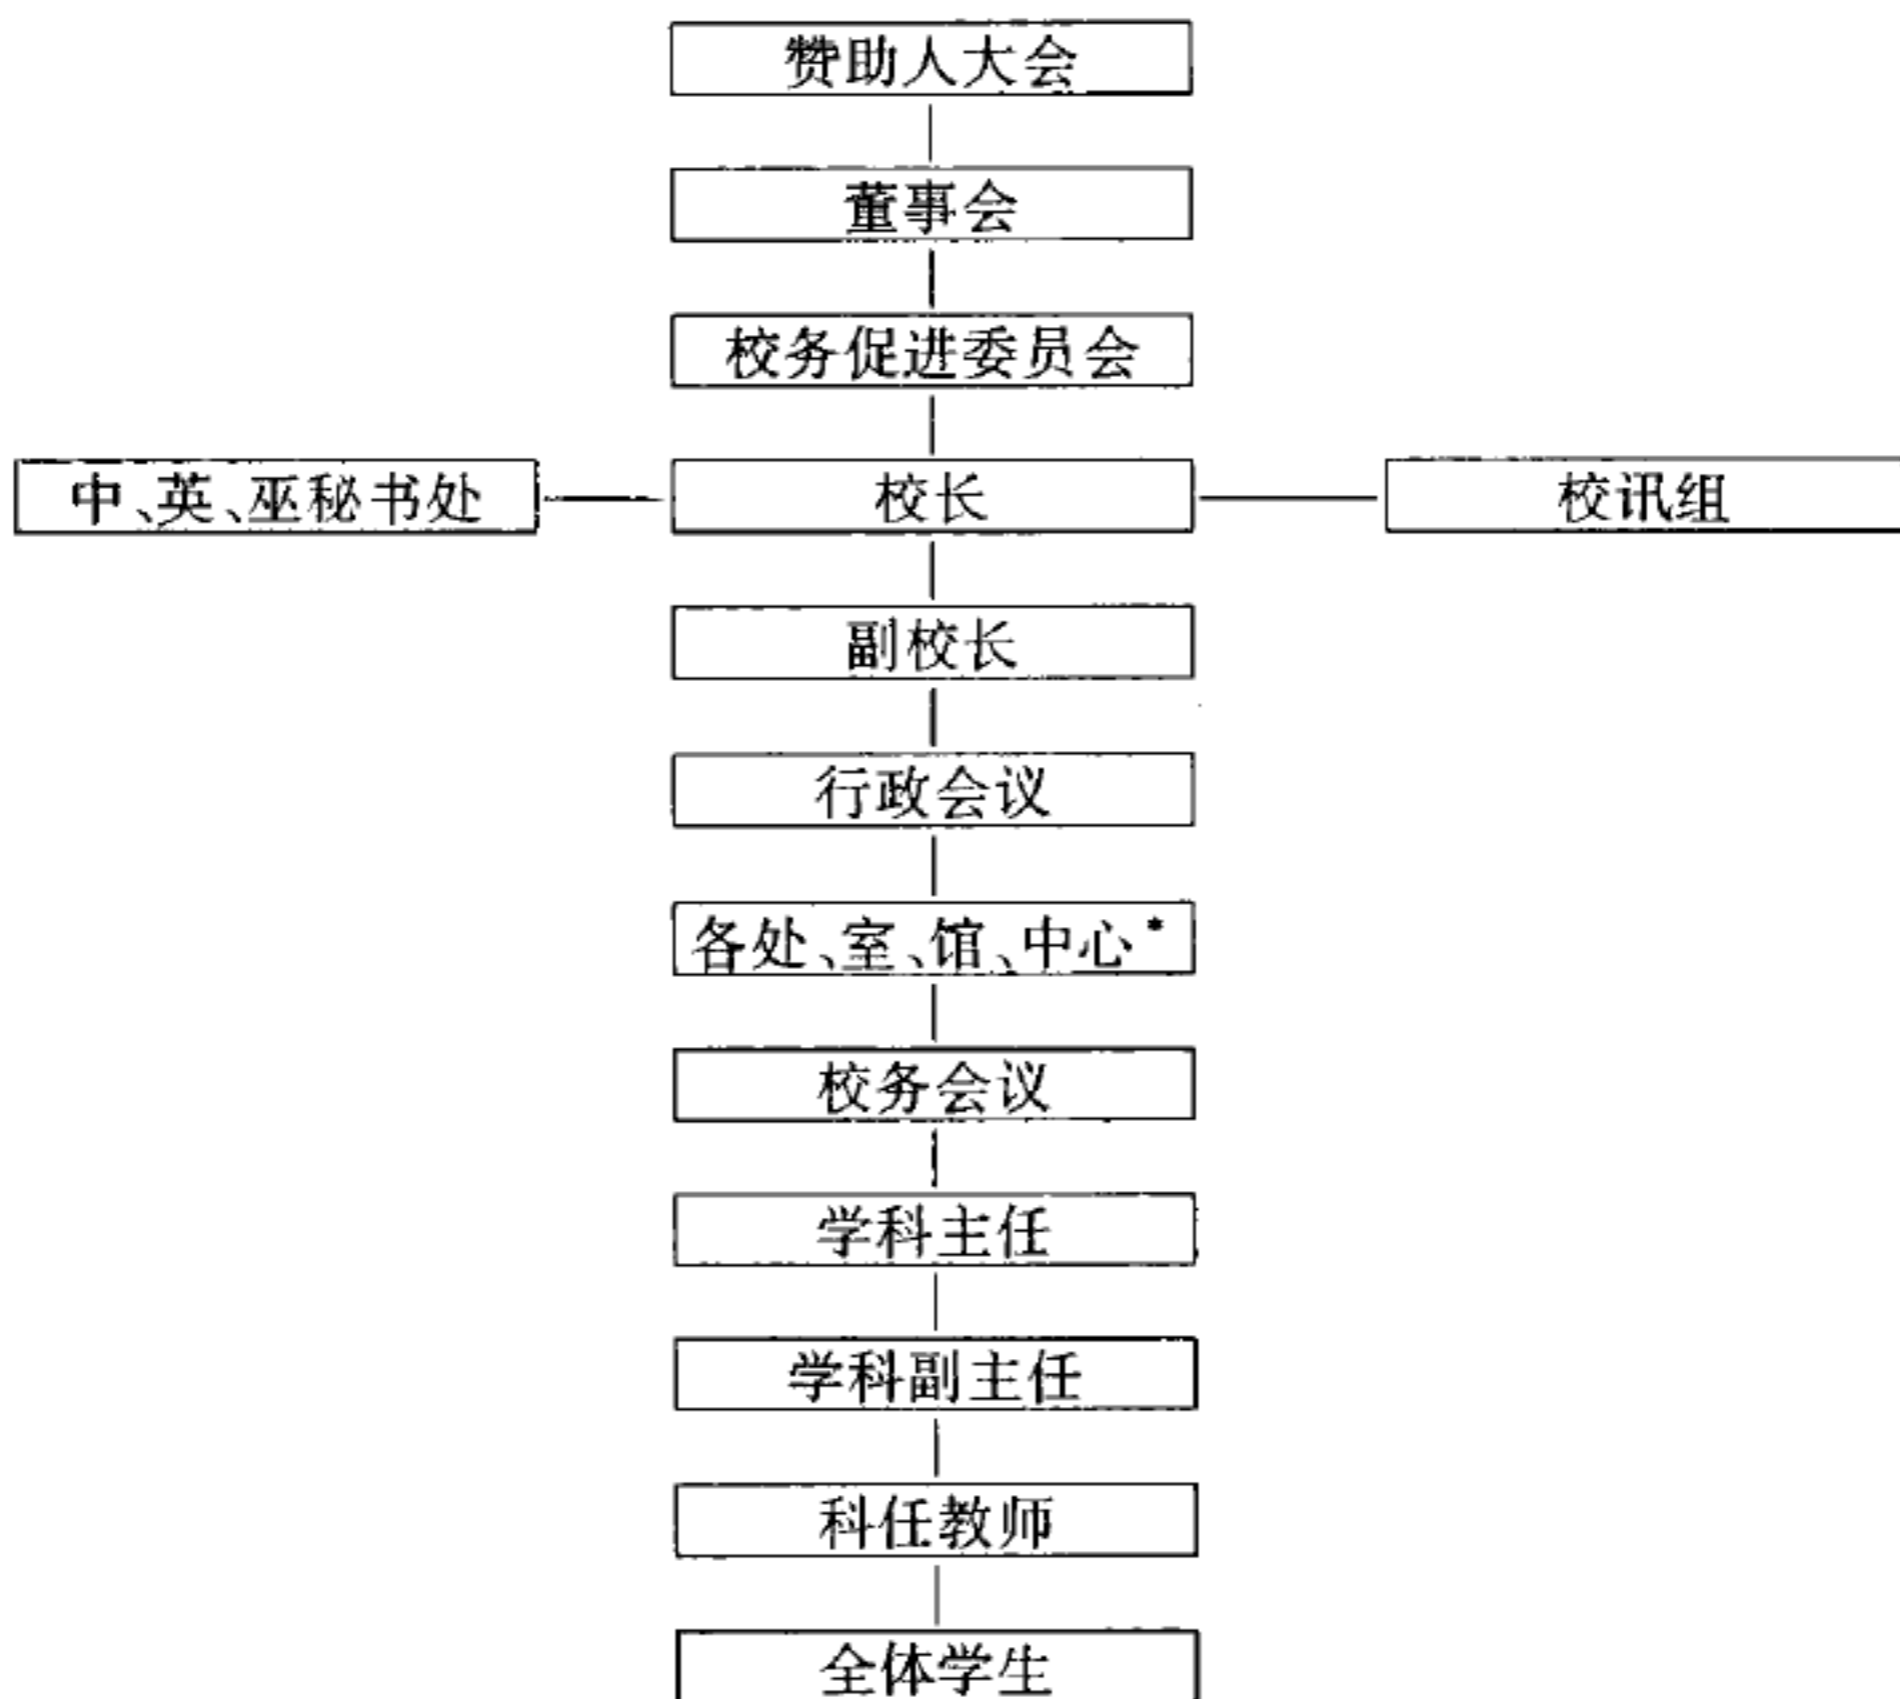 赞助人大会
董事会
校务促进委员会
中、英、巫秘书处
校长
校讯组
副校长
行政会议
各处、室、馆、中心*
校务会议
学科主任
学科副主任
科任教师
全体学生